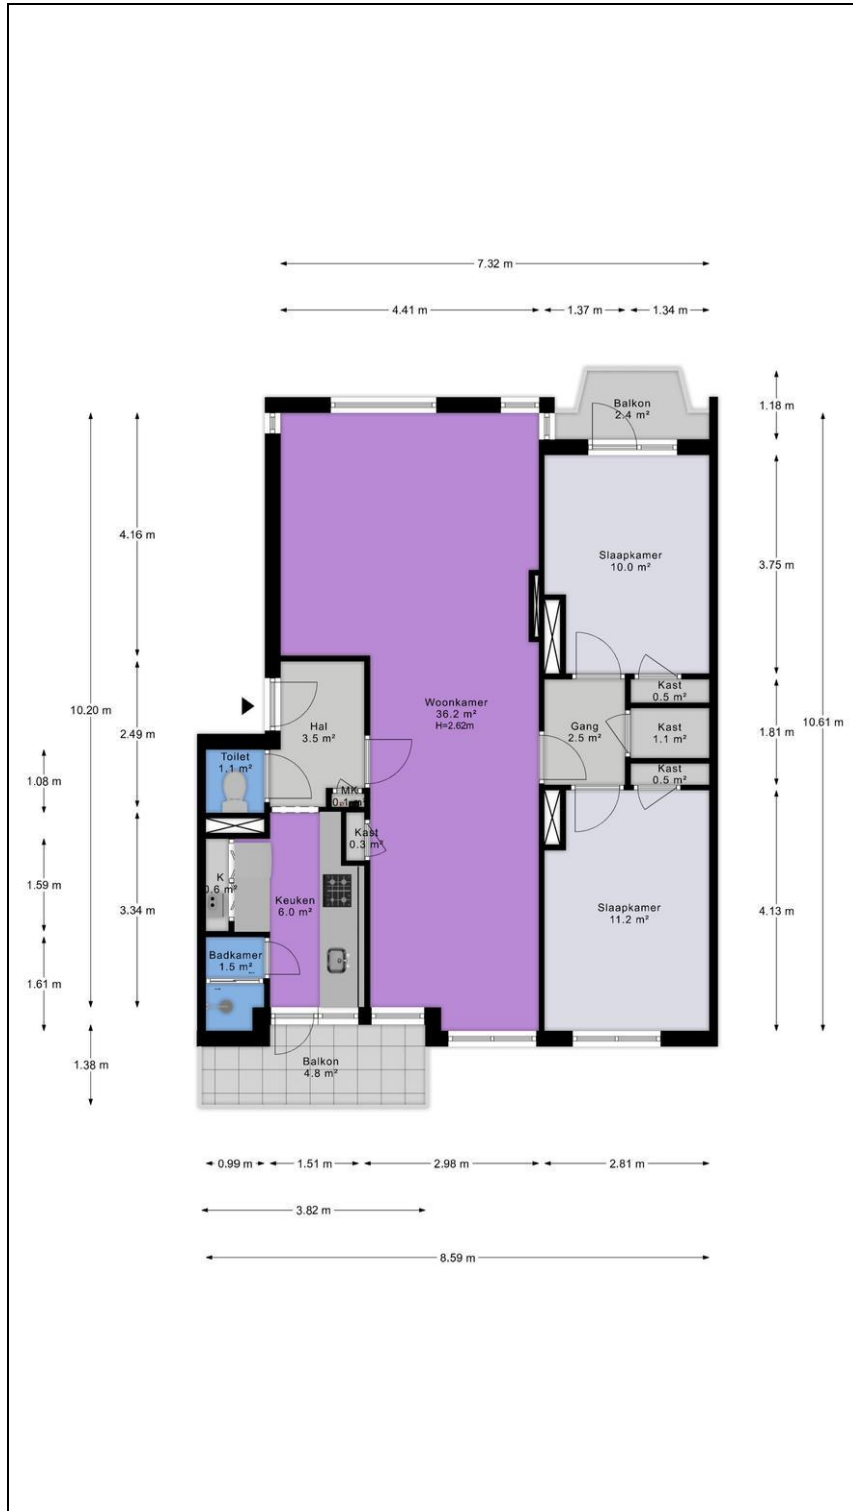 7.32 m
4.41 m
1.37 m
1.34 m
Balkon
2.4 m²
1.18 m
4.16 m
Slaapkamer
10.0 m²
3.75 m
10.20 m
2.49 m
Hal
3.5 m²
Woonkamer
36.2 m²
H=2.62m
Gang
2.5 m²
Kast
0.5 m²
Kast
1.1 m²
Kast
0.5 m²
1.81 m
10.61 m
1.08 m
Toilet
1.1 m²
MK
0.1 m²
Kast
0.3 m²
1.59 m
3.34 m
K
0.6 m²
Keuken
6.0 m²
Slaapkamer
11.2 m²
4.13 m
1.61 m
Badkamer
1.5 m²
1.38 m
Balkon
4.8 m²
0.99 m
1.51 m
2.98 m
2.81 m
3.82 m
8.59 m